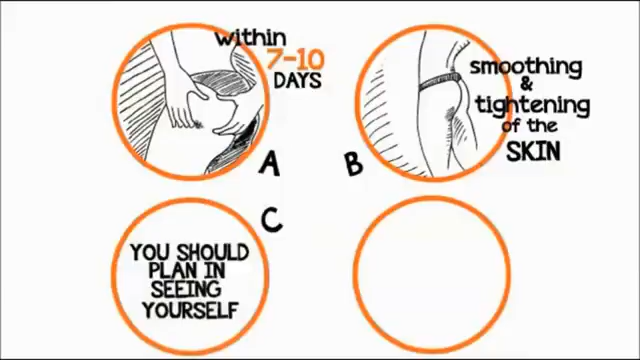 within
7-10
DAYS
A
smoothing
&
tightening
of the
SKIN
B
C
YOU SHOULD
PLAN IN
SEEING
YOURSELF